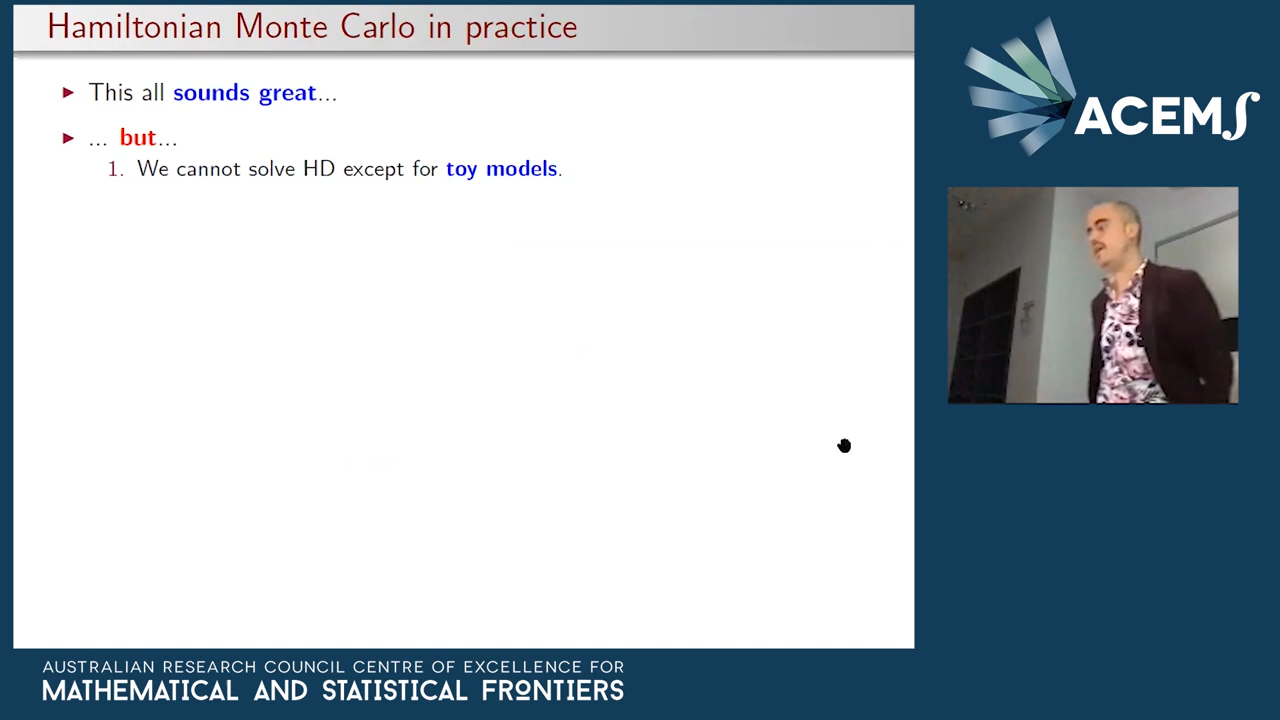 Hamiltonian Monte Carlo in practice
► This all sounds great...
► ... but...
1. We cannot solve HD except for toy models.
ACEMS
AUSTRALIAN RESEARCH COUNCIL CENTRE OF EXCELLENCE FOR
MATHEMATICAL AND STATISTICAL FRONTIERS